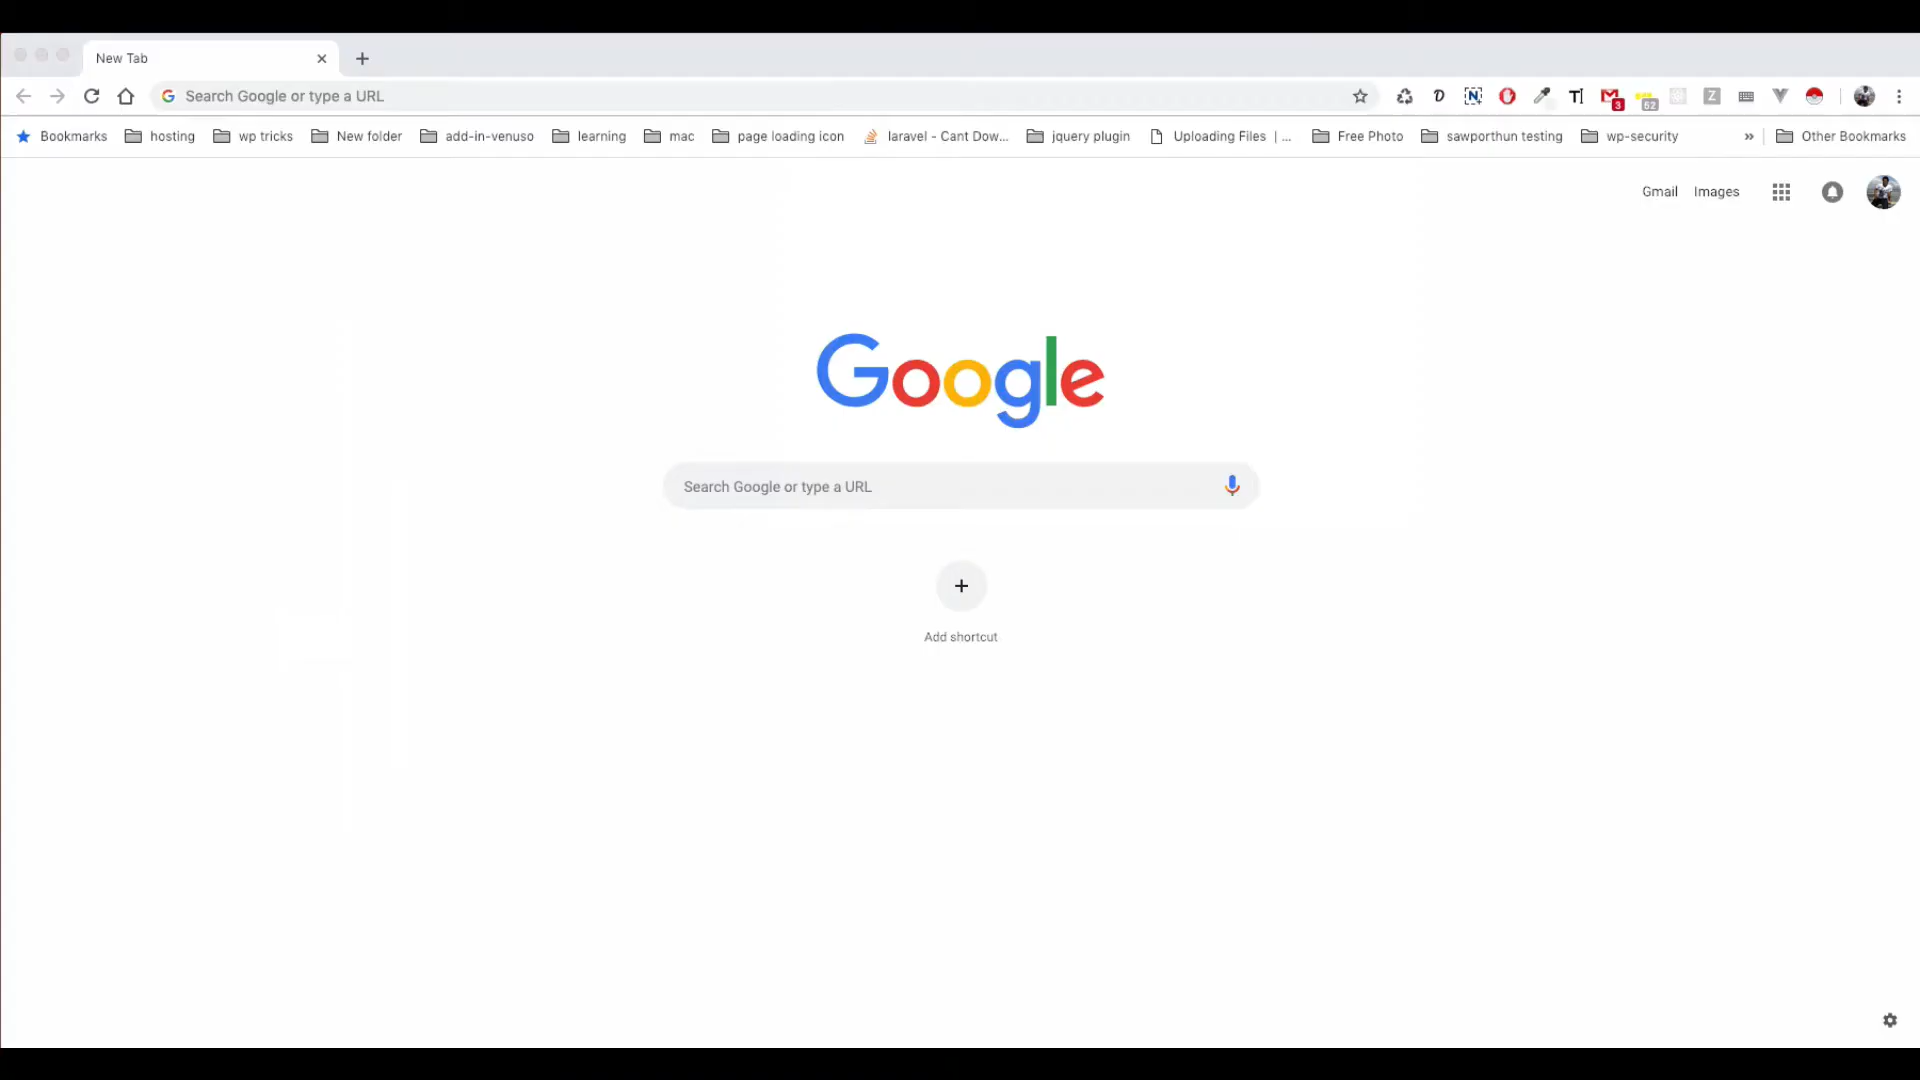 New Tab
Search Google or type a URL
3
62
Z
Bookmarks hosting wp tricks New folder add-in-venuso learning mac page loading icon laravel - Cant Dow... jquery plugin Uploading Files | ... Free Photo sawporthun testing wp-security » Other Bookmarks
Gmail Images
Google
Search Google or type a URL
Add shortcut